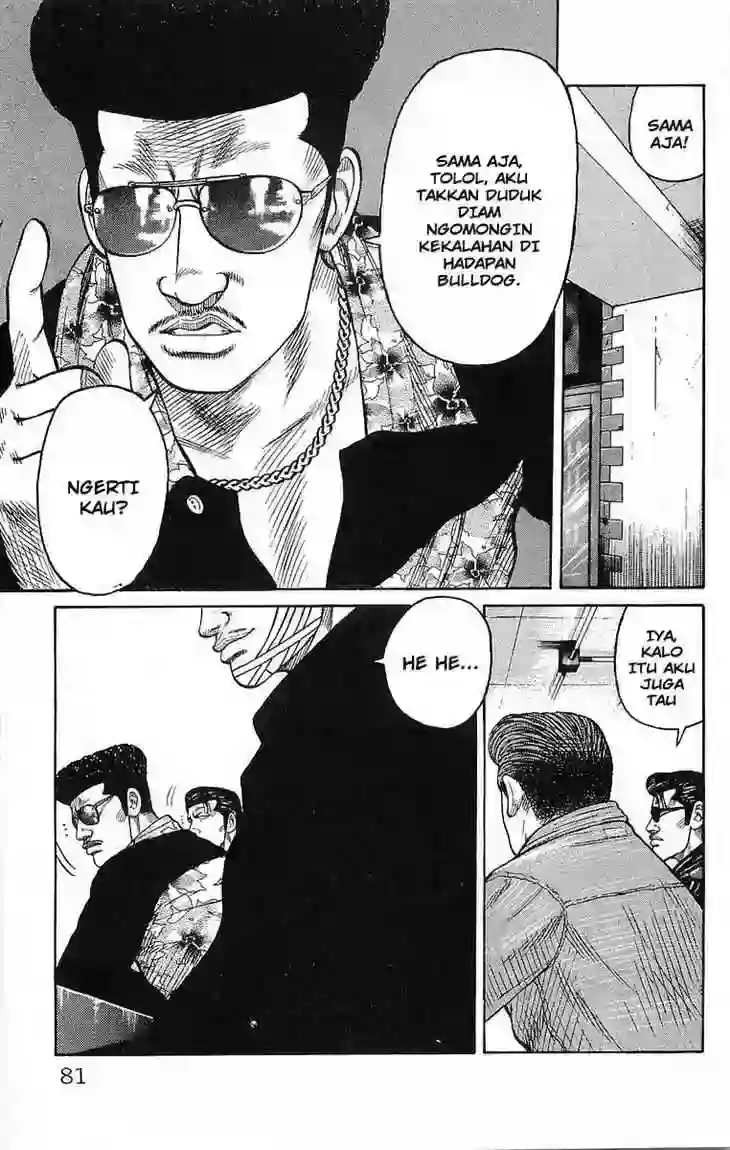 SAMA
AJA!
SAMA AJA,
TOLOL, AKU
TAKKAN DUDUK
DIAM
NGOMONGIN
KEKALAHAN DI
HADAPAN
BULLDOG.
NGERTI
KAU?
IYA,
KALO
ITU AKU
JUGA
TAU
HE HE...
81